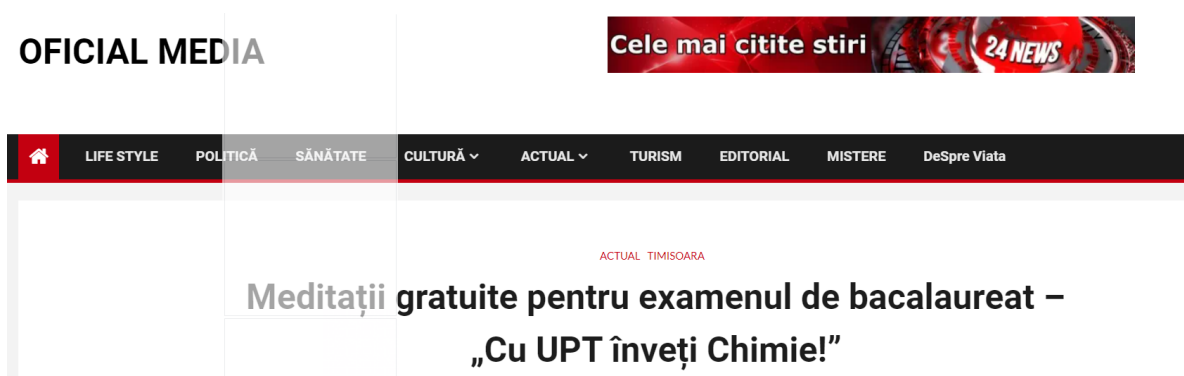 OFICIAL MEDIA
Cele mai citite stiri
24 NEWS
LIFE STYLE POLITICĂ SĂNĂTATE CULTURĂ ACTUAL TURISM EDITORIAL MISTERE DeSpre Viata
ACTUAL TIMISOARA
Meditații gratuite pentru examenul de bacalaureat –
„Cu UPT înveți Chimie!”